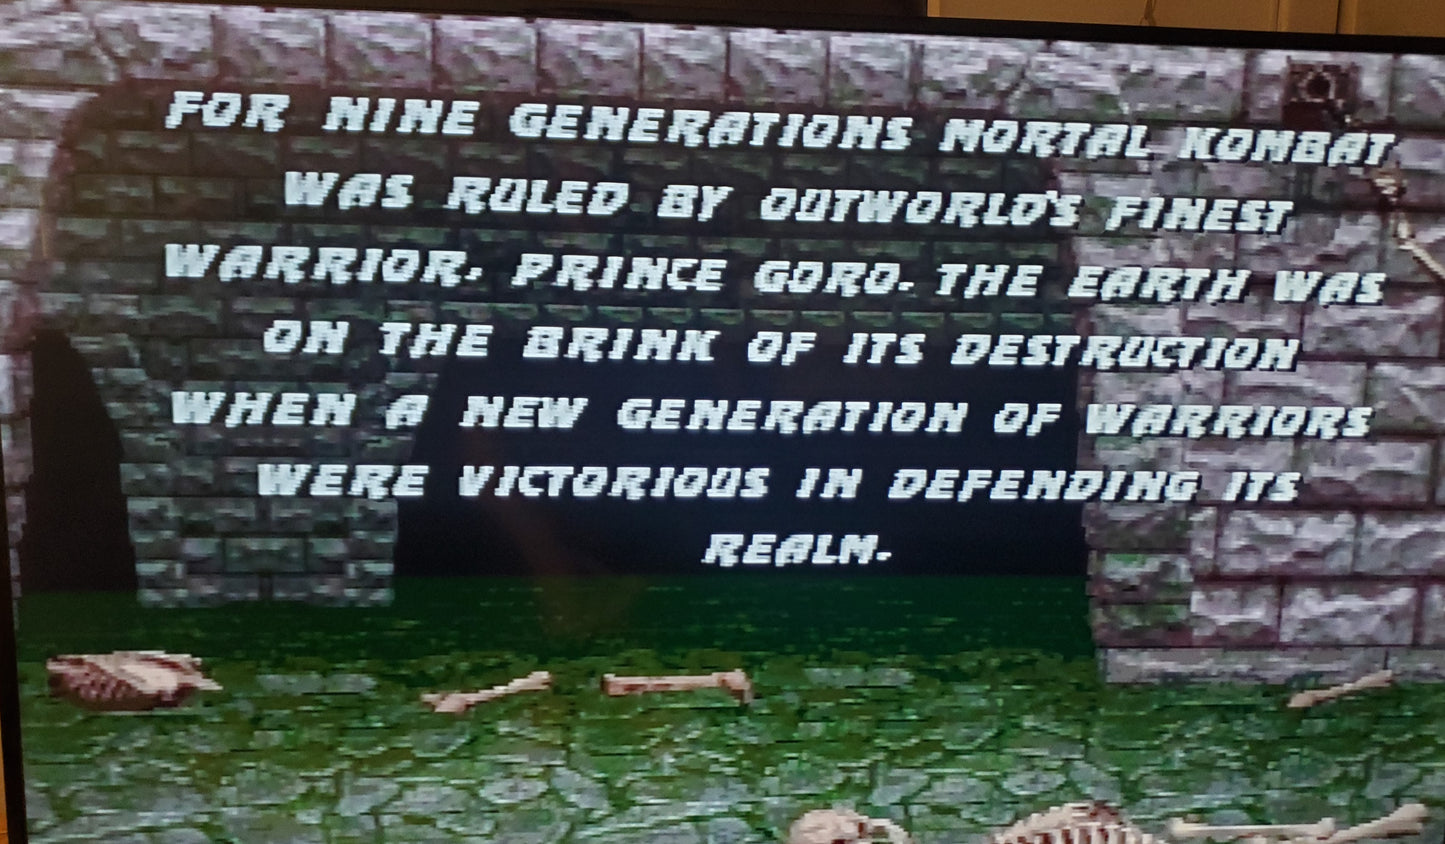 FOR NINE GENERATIONS MORTAL KOMBAT
WAS RULED BY OUTWORLD'S FINEST
WARRIOR, PRINCE GORO. THE EARTH WAS
ON THE BRINK OF ITS DESTRUCTION
WHEN A NEW GENERATION OF WARRIORS
WERE VICTORIOUS IN DEFENDING ITS
REALM.